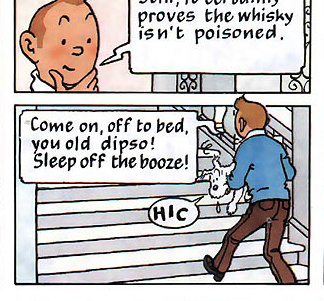 proves the whisky
isn't poisoned.
Come on, off to bed,
you old dipso!
Sleep off the booze!
HIC